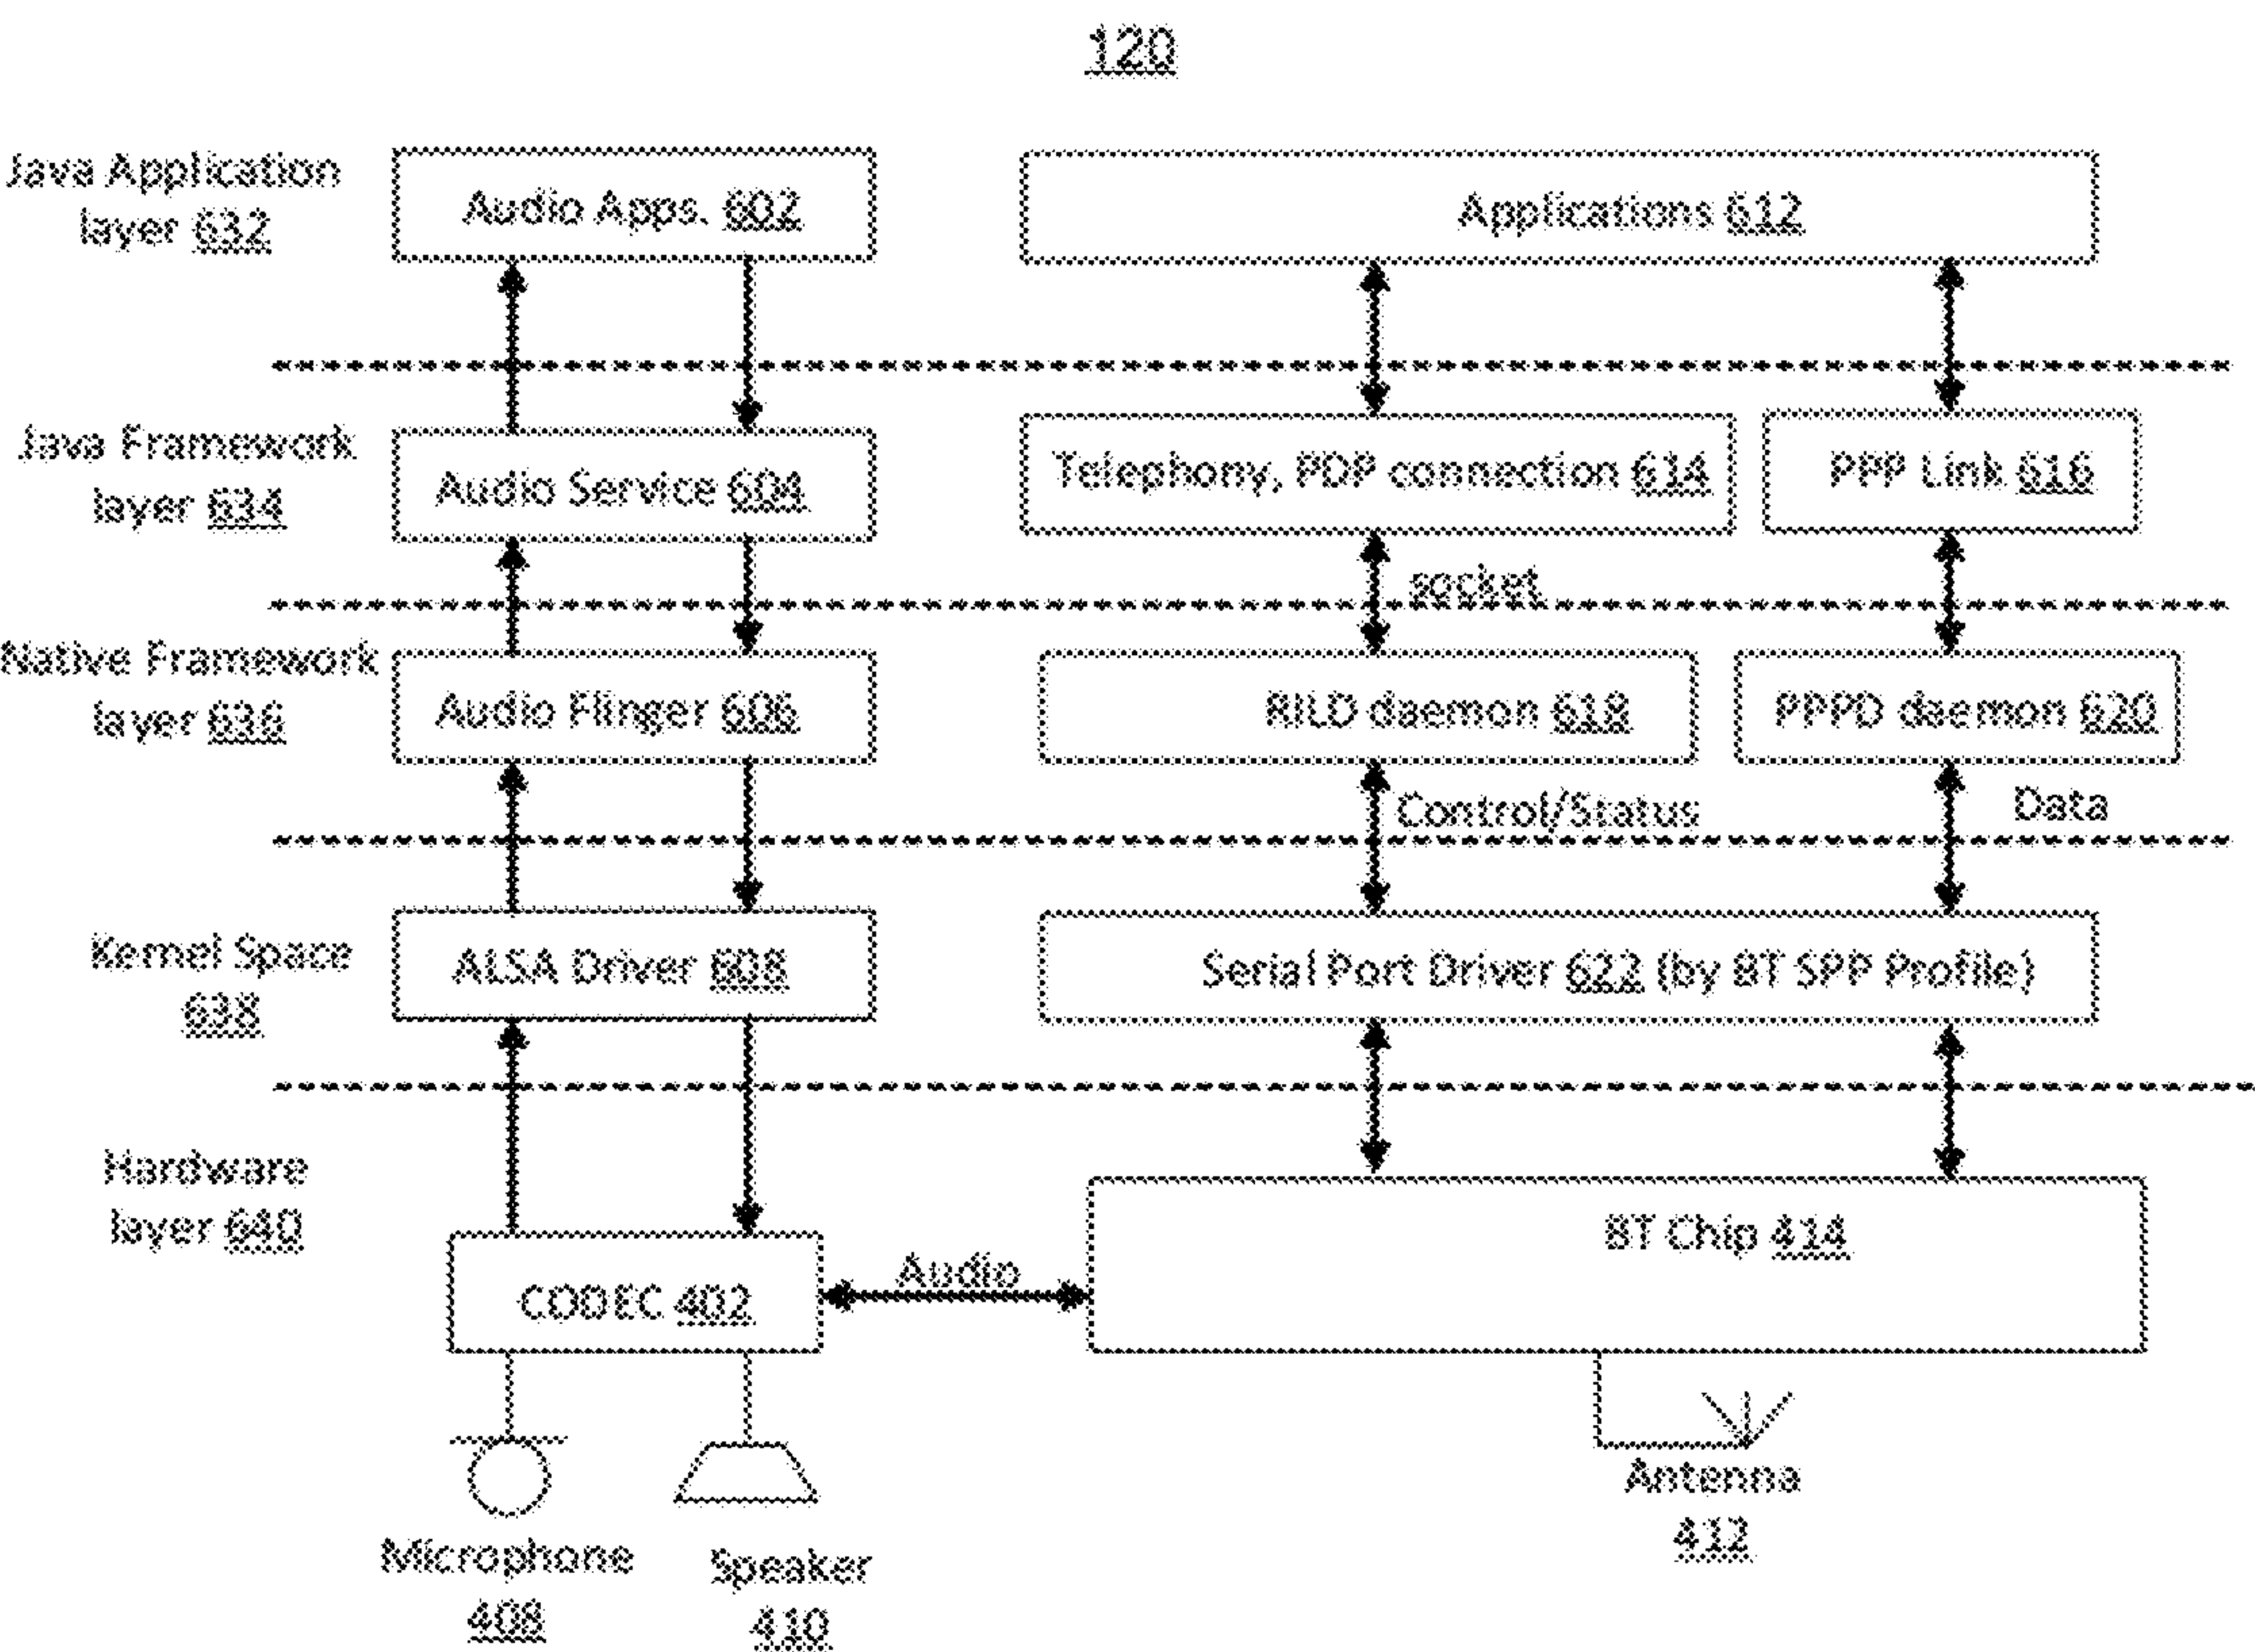 120
Java Application
layer 632
Audio Apps. 602
Applications 612
Java Framework
layer 634
Audio Service 604
Telephony, PDP connection 614
PPP Link 616
socket
Native Framework
layer 636
Audio Flinger 606
RILD daemon 618
PPPD daemon 620
Control/Status
Data
Kernel Space
638
ALSA Driver 608
Serial Port Driver 622 (by BT SPP Profile)
Hardware
layer 640
CODEC 402
Audio
BT Chip 414
Microphone
408
Speaker
410
Antenna
412